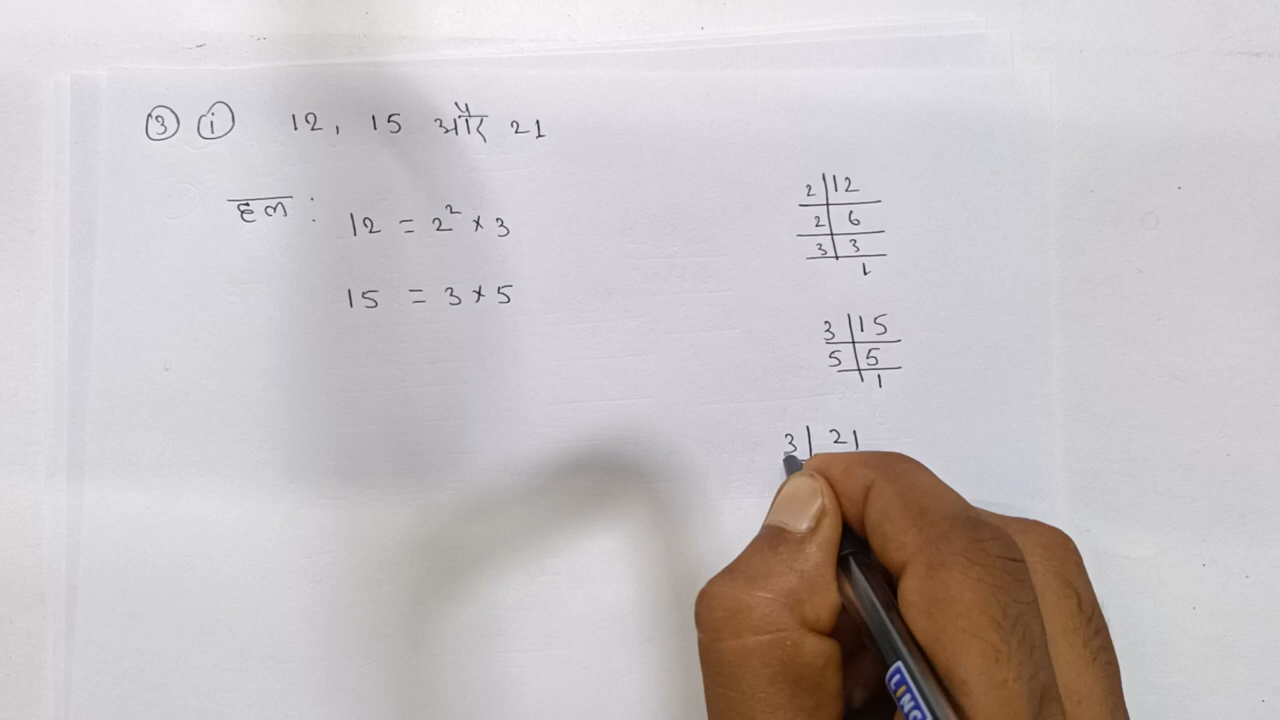 ③ ⓘ 12, 15 और 21
हल : 12 = 2² × 3
15 = 3 × 5
2 | 12
2 | 6
3 | 3
1
3 | 15
5 | 5
1
3 | 21